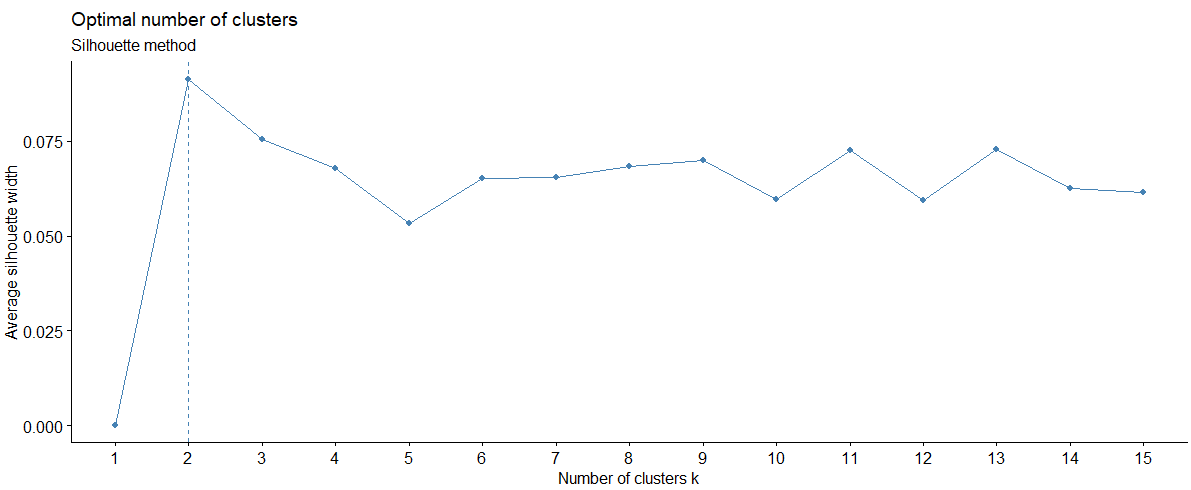 Optimal number of clusters
Silhouette method
Average silhouette width
0.075
0.050
0.025
0.000
1 2 3 4 5 6 7 8 9 10 11 12 13 14 15
Number of clusters k